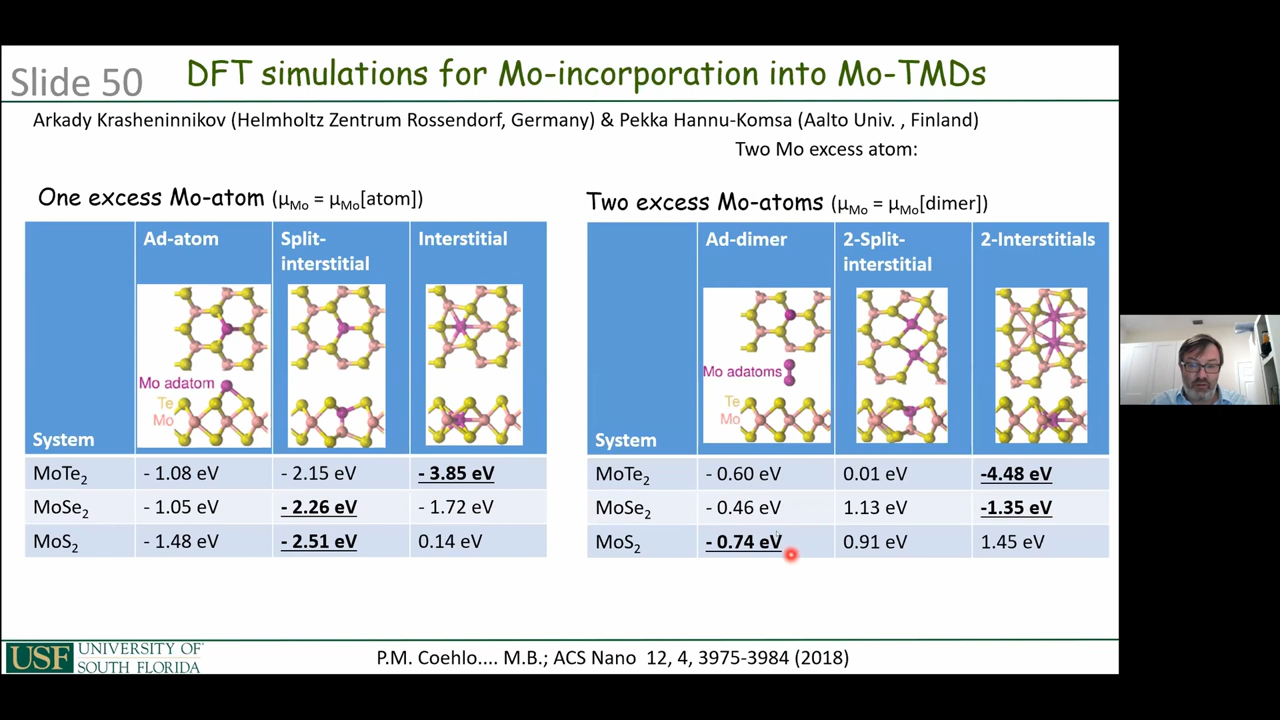 Slide 50
DFT simulations for Mo-incorporation into Mo-TMDs
Arkady Krasheninnikov (Helmholtz Zentrum Rossendorf, Germany) & Pekka Hannu-Komsa (Aalto Univ. , Finland)
Two Mo excess atom:
One excess Mo-atom (μMo = μMo[atom])
System
Ad-atom
Split-
interstitial
Interstitial
Mo adatom
Te
Mo
MoTe2 - 1.08 eV - 2.15 eV - 3.85 eV
MoSe2 - 1.05 eV - 2.26 eV - 1.72 eV
MoS2 - 1.48 eV - 2.51 eV 0.14 eV
Two excess Mo-atoms (μMo = μMo[dimer])
System
Ad-dimer
2-Split-
interstitial
2-Interstitials
Mo adatoms
Te
Mo
MoTe2 - 0.60 eV 0.01 eV -4.48 eV
MoSe2 - 0.46 eV 1.13 eV -1.35 eV
MoS2 - 0.74 eV 0.91 eV 1.45 eV
USF UNIVERSITY OF
SOUTH FLORIDA
P.M. Coehlo.... M.B.; ACS Nano 12, 4, 3975-3984 (2018)